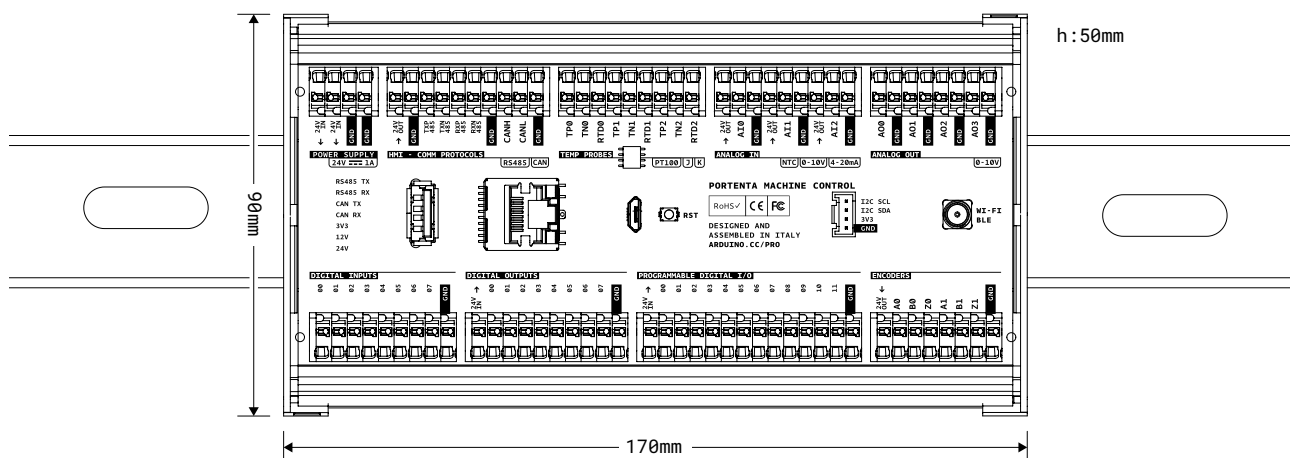 h:50mm
24V IN
24V IN
GND
GND
24V OUT
TXP 485
TXN 485
RXP 485
RXN 485
GND
CANH
CANL
GND
TP0
TN0
RTD0
TP1
TN1
RTD1
TP2
TN2
RTD2
24V OUT
AI0
GND
24V OUT
AI1
GND
24V OUT
AI2
GND
AO0
GND
AO1
GND
AO2
GND
AO3
GND
POWER SUPPLY
HMI - COMM PROTOCOLS
TEMP PROBES
ANALOG IN
ANALOG OUT
24V 1A
RS485 CAN
PT100 J K
NTC 0-10V 4-20mA
0-10V
RS485 TX
RS485 RX
CAN TX
CAN RX
3V3
12V
24V
RST
PORTENTA MACHINE CONTROL
RoHS✓ CE FC
DESIGNED AND
ASSEMBLED IN ITALY
ARDUINO.CC/PRO
I2C SCL
I2C SDA
3V3
GND
WI-FI
BLE
90mm
DIGITAL INPUTS
DIGITAL OUTPUTS
PROGRAMMABLE DIGITAL I/O
ENCODERS
00
01
02
03
04
05
06
07
GND
24V IN
00
01
02
03
04
05
06
07
GND
24V IN
00
01
02
03
04
05
06
07
08
09
10
11
GND
24V OUT
A0
B0
Z0
A1
B1
Z1
GND
170mm